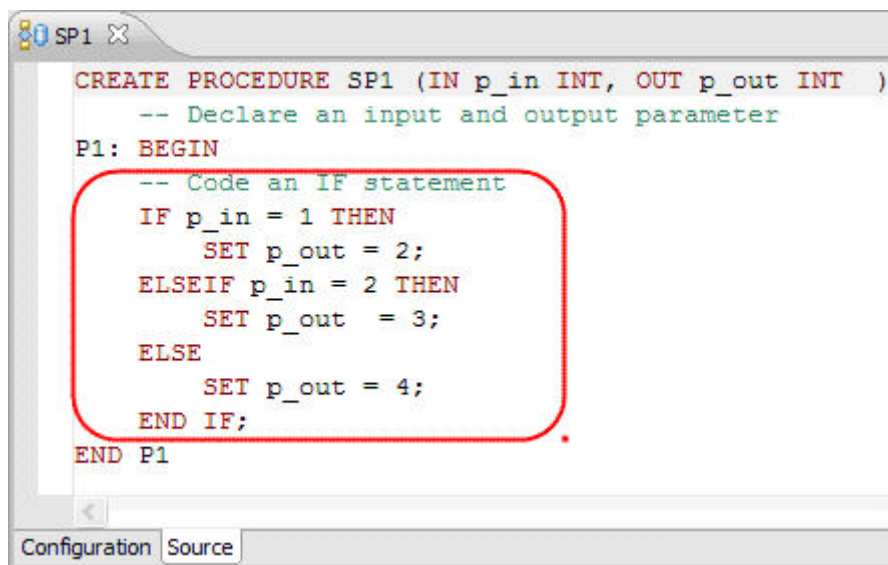 SP1
CREATE PROCEDURE SP1 (IN p_in INT, OUT p_out INT  )
    -- Declare an input and output parameter
P1: BEGIN
    -- Code an IF statement
    IF p_in = 1 THEN
        SET p_out = 2;
    ELSEIF p_in = 2 THEN
        SET p_out  = 3;
    ELSE
        SET p_out = 4;
    END IF;
END P1
Configuration Source